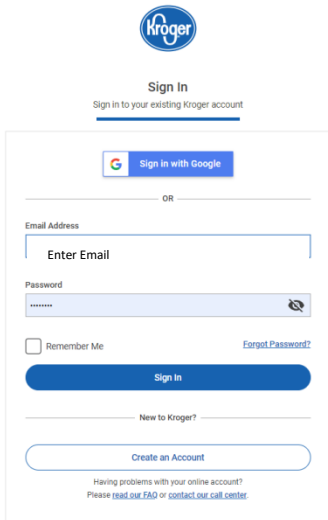 Kroger
Sign In
Sign in to your existing Kroger account
Sign in with Google
OR
Email Address
Enter Email
Password
••••••••
Remember Me
Forgot Password?
Sign In
New to Kroger?
Create an Account
Having problems with your online account?
Please read our FAQ or contact our call center.